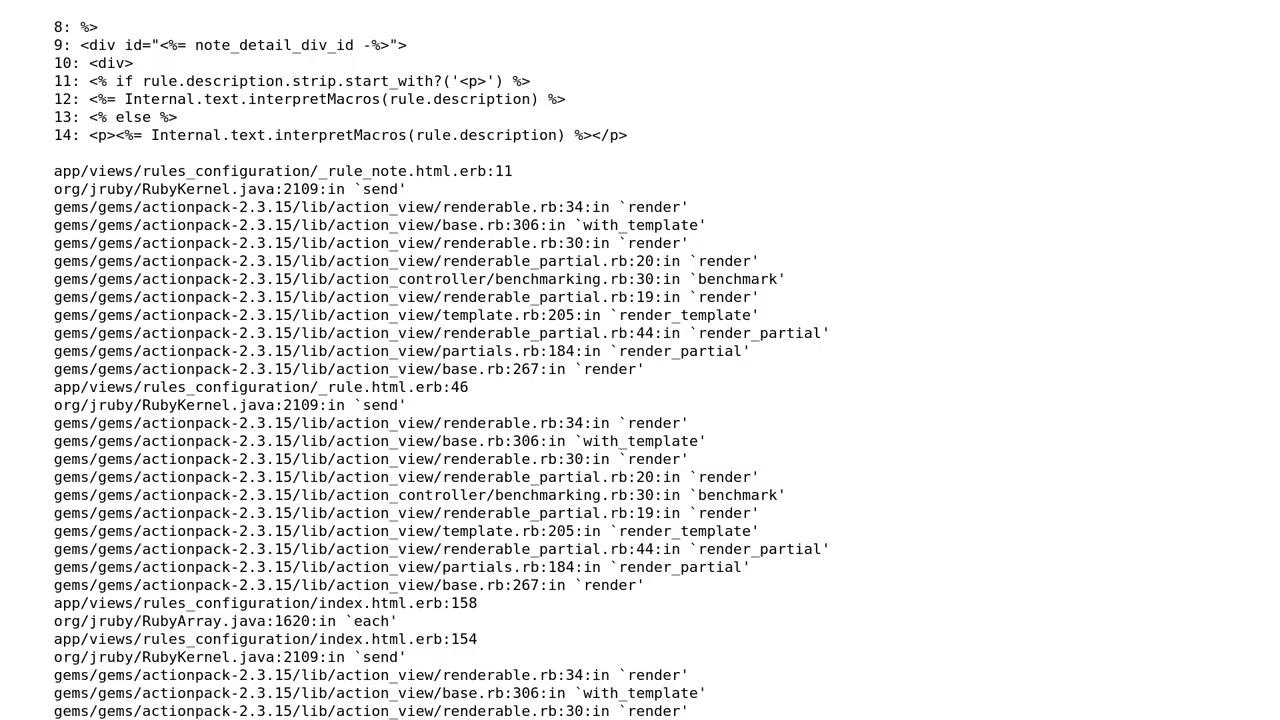 8: %>
9: <div id="<%= note_detail_div_id -%>">
10: <div>
11: <% if rule.description.strip.start_with?('<p>') %>
12: <%= Internal.text.interpretMacros(rule.description) %>
13: <% else %>
14: <p><%= Internal.text.interpretMacros(rule.description) %></p>
app/views/rules_configuration/_rule_note.html.erb:11
org/jruby/RubyKernel.java:2109:in `send'
gems/gems/actionpack-2.3.15/lib/action_view/renderable.rb:34:in `render'
gems/gems/actionpack-2.3.15/lib/action_view/base.rb:306:in `with_template'
gems/gems/actionpack-2.3.15/lib/action_view/renderable.rb:30:in `render'
gems/gems/actionpack-2.3.15/lib/action_view/renderable_partial.rb:20:in `render'
gems/gems/actionpack-2.3.15/lib/action_controller/benchmarking.rb:30:in `benchmark'
gems/gems/actionpack-2.3.15/lib/action_view/renderable_partial.rb:19:in `render'
gems/gems/actionpack-2.3.15/lib/action_view/template.rb:205:in `render_template'
gems/gems/actionpack-2.3.15/lib/action_view/renderable_partial.rb:44:in `render_partial'
gems/gems/actionpack-2.3.15/lib/action_view/partials.rb:184:in `render_partial'
gems/gems/actionpack-2.3.15/lib/action_view/base.rb:267:in `render'
app/views/rules_configuration/_rule.html.erb:46
org/jruby/RubyKernel.java:2109:in `send'
gems/gems/actionpack-2.3.15/lib/action_view/renderable.rb:34:in `render'
gems/gems/actionpack-2.3.15/lib/action_view/base.rb:306:in `with_template'
gems/gems/actionpack-2.3.15/lib/action_view/renderable.rb:30:in `render'
gems/gems/actionpack-2.3.15/lib/action_view/renderable_partial.rb:20:in `render'
gems/gems/actionpack-2.3.15/lib/action_controller/benchmarking.rb:30:in `benchmark'
gems/gems/actionpack-2.3.15/lib/action_view/renderable_partial.rb:19:in `render'
gems/gems/actionpack-2.3.15/lib/action_view/template.rb:205:in `render_template'
gems/gems/actionpack-2.3.15/lib/action_view/renderable_partial.rb:44:in `render_partial'
gems/gems/actionpack-2.3.15/lib/action_view/partials.rb:184:in `render_partial'
gems/gems/actionpack-2.3.15/lib/action_view/base.rb:267:in `render'
app/views/rules_configuration/index.html.erb:158
org/jruby/RubyArray.java:1620:in `each'
app/views/rules_configuration/index.html.erb:154
org/jruby/RubyKernel.java:2109:in `send'
gems/gems/actionpack-2.3.15/lib/action_view/renderable.rb:34:in `render'
gems/gems/actionpack-2.3.15/lib/action_view/base.rb:306:in `with_template'
gems/gems/actionpack-2.3.15/lib/action_view/renderable.rb:30:in `render'